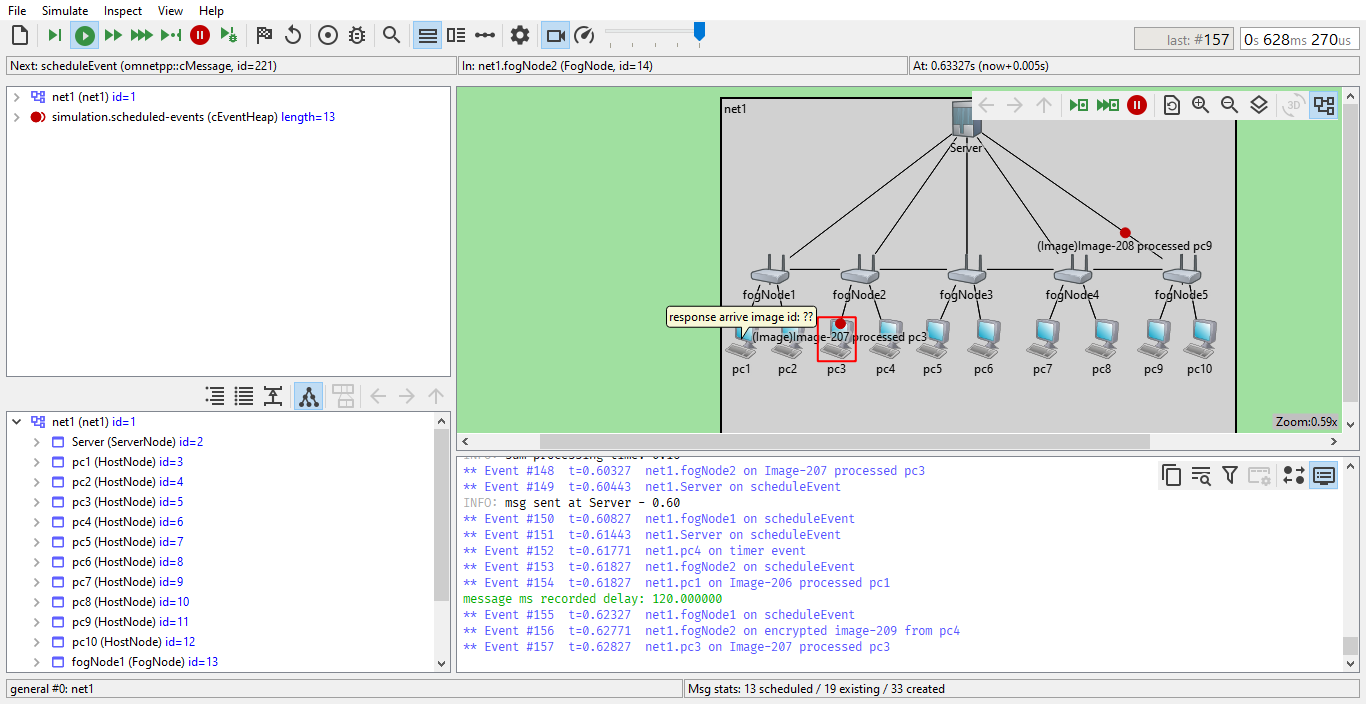 File Simulate Inspect View Help
last: #157 0s 628ms 270us
Next: scheduleEvent (omnetpp::cMessage, id=221) In: net1.fogNode2 (FogNode, id=14) At: 0.63327s (now+0.005s)
net1 (net1) id=1
simulation.scheduled-events (cEventHeap) length=13
net1
3D
Server
(Image)Image-208 processed pc9
fogNode1 fogNode2 fogNode3 fogNode4 fogNode5
response arrive image id: ??
(Image)Image-207 processed pc3
pc1 pc2 pc3 pc4 pc5 pc6 pc7 pc8 pc9 pc10
Zoom:0.59x
net1 (net1) id=1
Server (ServerNode) id=2
pc1 (HostNode) id=3
pc2 (HostNode) id=4
pc3 (HostNode) id=5
pc4 (HostNode) id=6
pc5 (HostNode) id=7
pc6 (HostNode) id=8
pc7 (HostNode) id=9
pc8 (HostNode) id=10
pc9 (HostNode) id=11
pc10 (HostNode) id=12
fogNode1 (FogNode) id=13
** Event #148 t=0.60327 net1.fogNode2 on Image-207 processed pc3
** Event #149 t=0.60443 net1.Server on scheduleEvent
INFO: msg sent at Server - 0.60
** Event #150 t=0.60827 net1.fogNode1 on scheduleEvent
** Event #151 t=0.61443 net1.Server on scheduleEvent
** Event #152 t=0.61771 net1.pc4 on timer event
** Event #153 t=0.61827 net1.fogNode2 on scheduleEvent
** Event #154 t=0.61827 net1.pc1 on Image-206 processed pc1
message ms recorded delay: 120.000000
** Event #155 t=0.62327 net1.fogNode1 on scheduleEvent
** Event #156 t=0.62771 net1.fogNode2 on encrypted image-209 from pc4
** Event #157 t=0.62827 net1.pc3 on Image-207 processed pc3
general #0: net1 Msg stats: 13 scheduled / 19 existing / 33 created